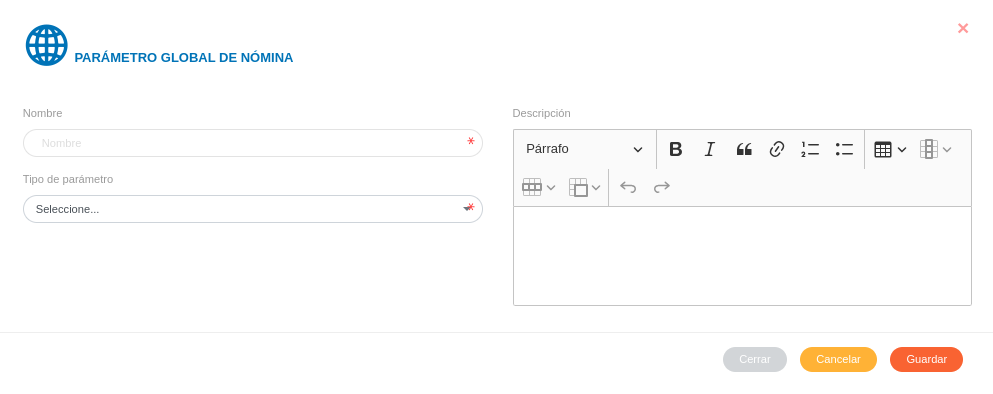 PARÁMETRO GLOBAL DE NÓMINA
Nombre
Nombre
Tipo de parámetro
Seleccione...
Descripción
Párrafo
Cerrar
Cancelar
Guardar